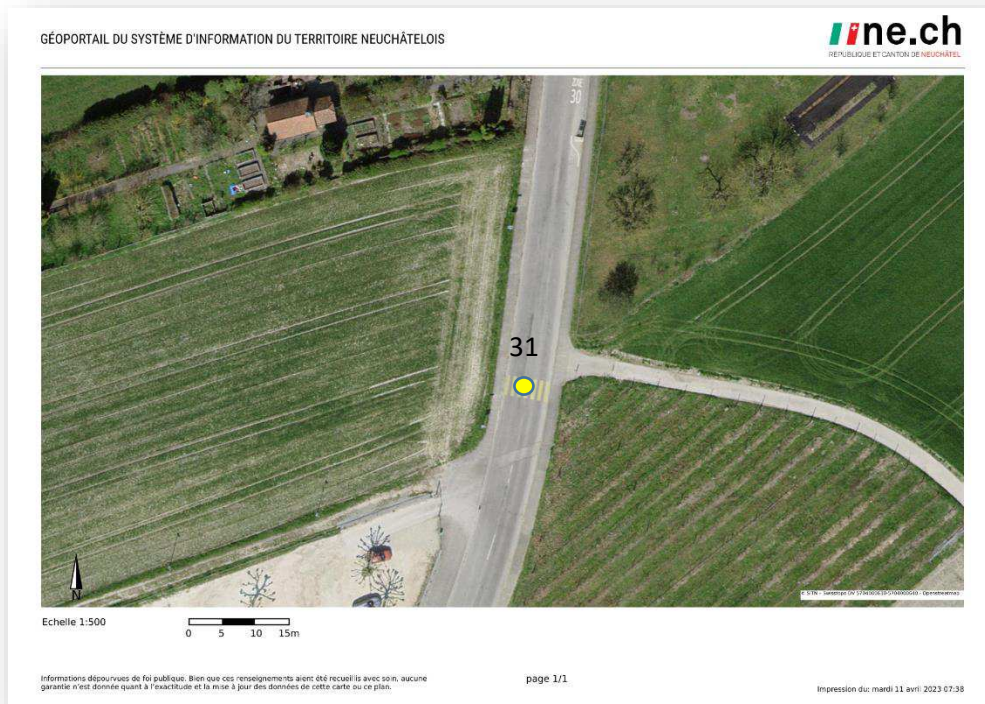 GÉOPORTAIL DU SYSTÈME D'INFORMATION DU TERRITOIRE NEUCHÂTELOIS
ne.ch
REPUBLIQUE ET CANTON DE NEUCHÂTEL
30
31
N
Echelle 1:500
0 5 10 15m
Informations dépourvues de foi publique. Bien que ces renseignements aient été recueillis avec soin, aucune
garantie n'est donnée quant à l'exactitude et la mise à jour des données de cette carte ou ce plan.
page 1/1
Impression du: mardi 11 avril 2023 07:38